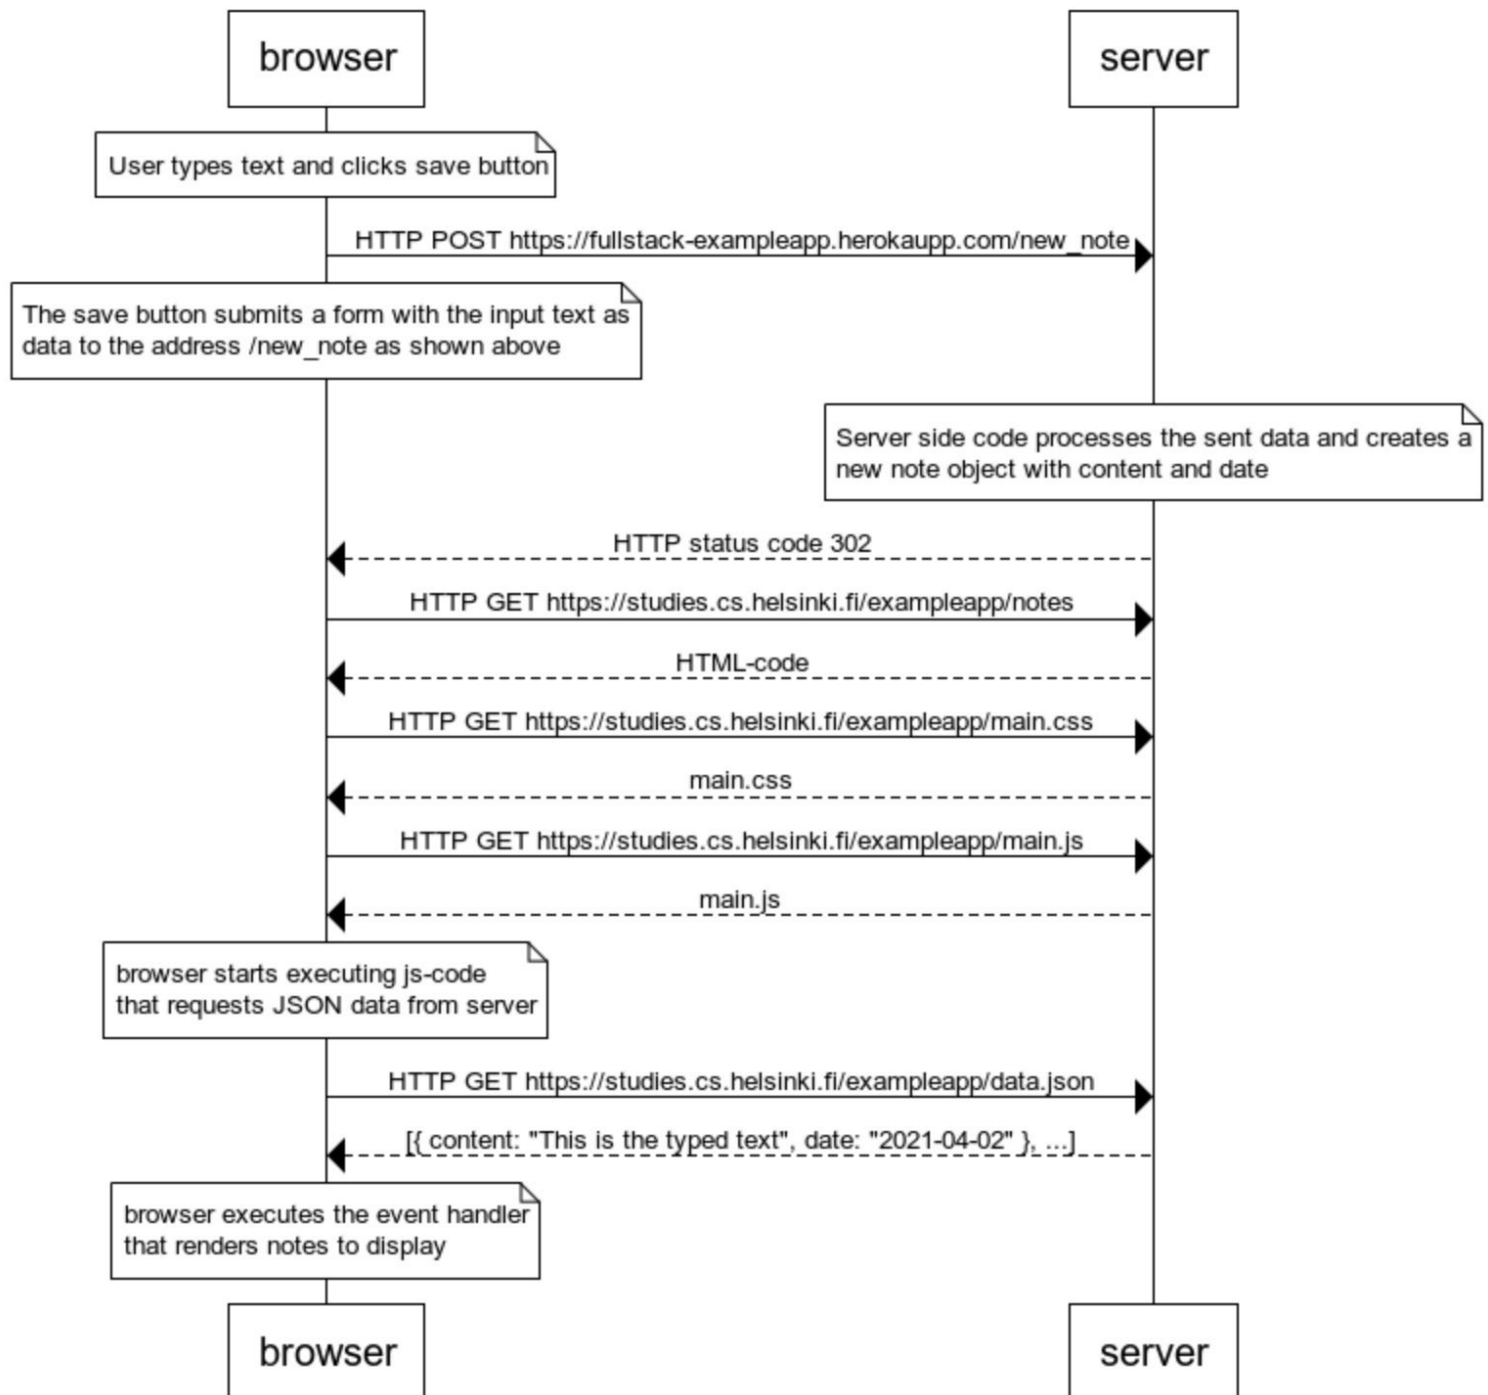 browser
server
User types text and clicks save button
HTTP POST https://fullstack-exampleapp.herokaupp.com/new_note
The save button submits a form with the input text as
data to the address /new_note as shown above
Server side code processes the sent data and creates a
new note object with content and date
HTTP status code 302
HTTP GET https://studies.cs.helsinki.fi/exampleapp/notes
HTML-code
HTTP GET https://studies.cs.helsinki.fi/exampleapp/main.css
main.css
HTTP GET https://studies.cs.helsinki.fi/exampleapp/main.js
main.js
browser starts executing js-code
that requests JSON data from server
HTTP GET https://studies.cs.helsinki.fi/exampleapp/data.json
[{ content: "This is the typed text", date: "2021-04-02" }, ...]
browser executes the event handler
that renders notes to display
browser
server